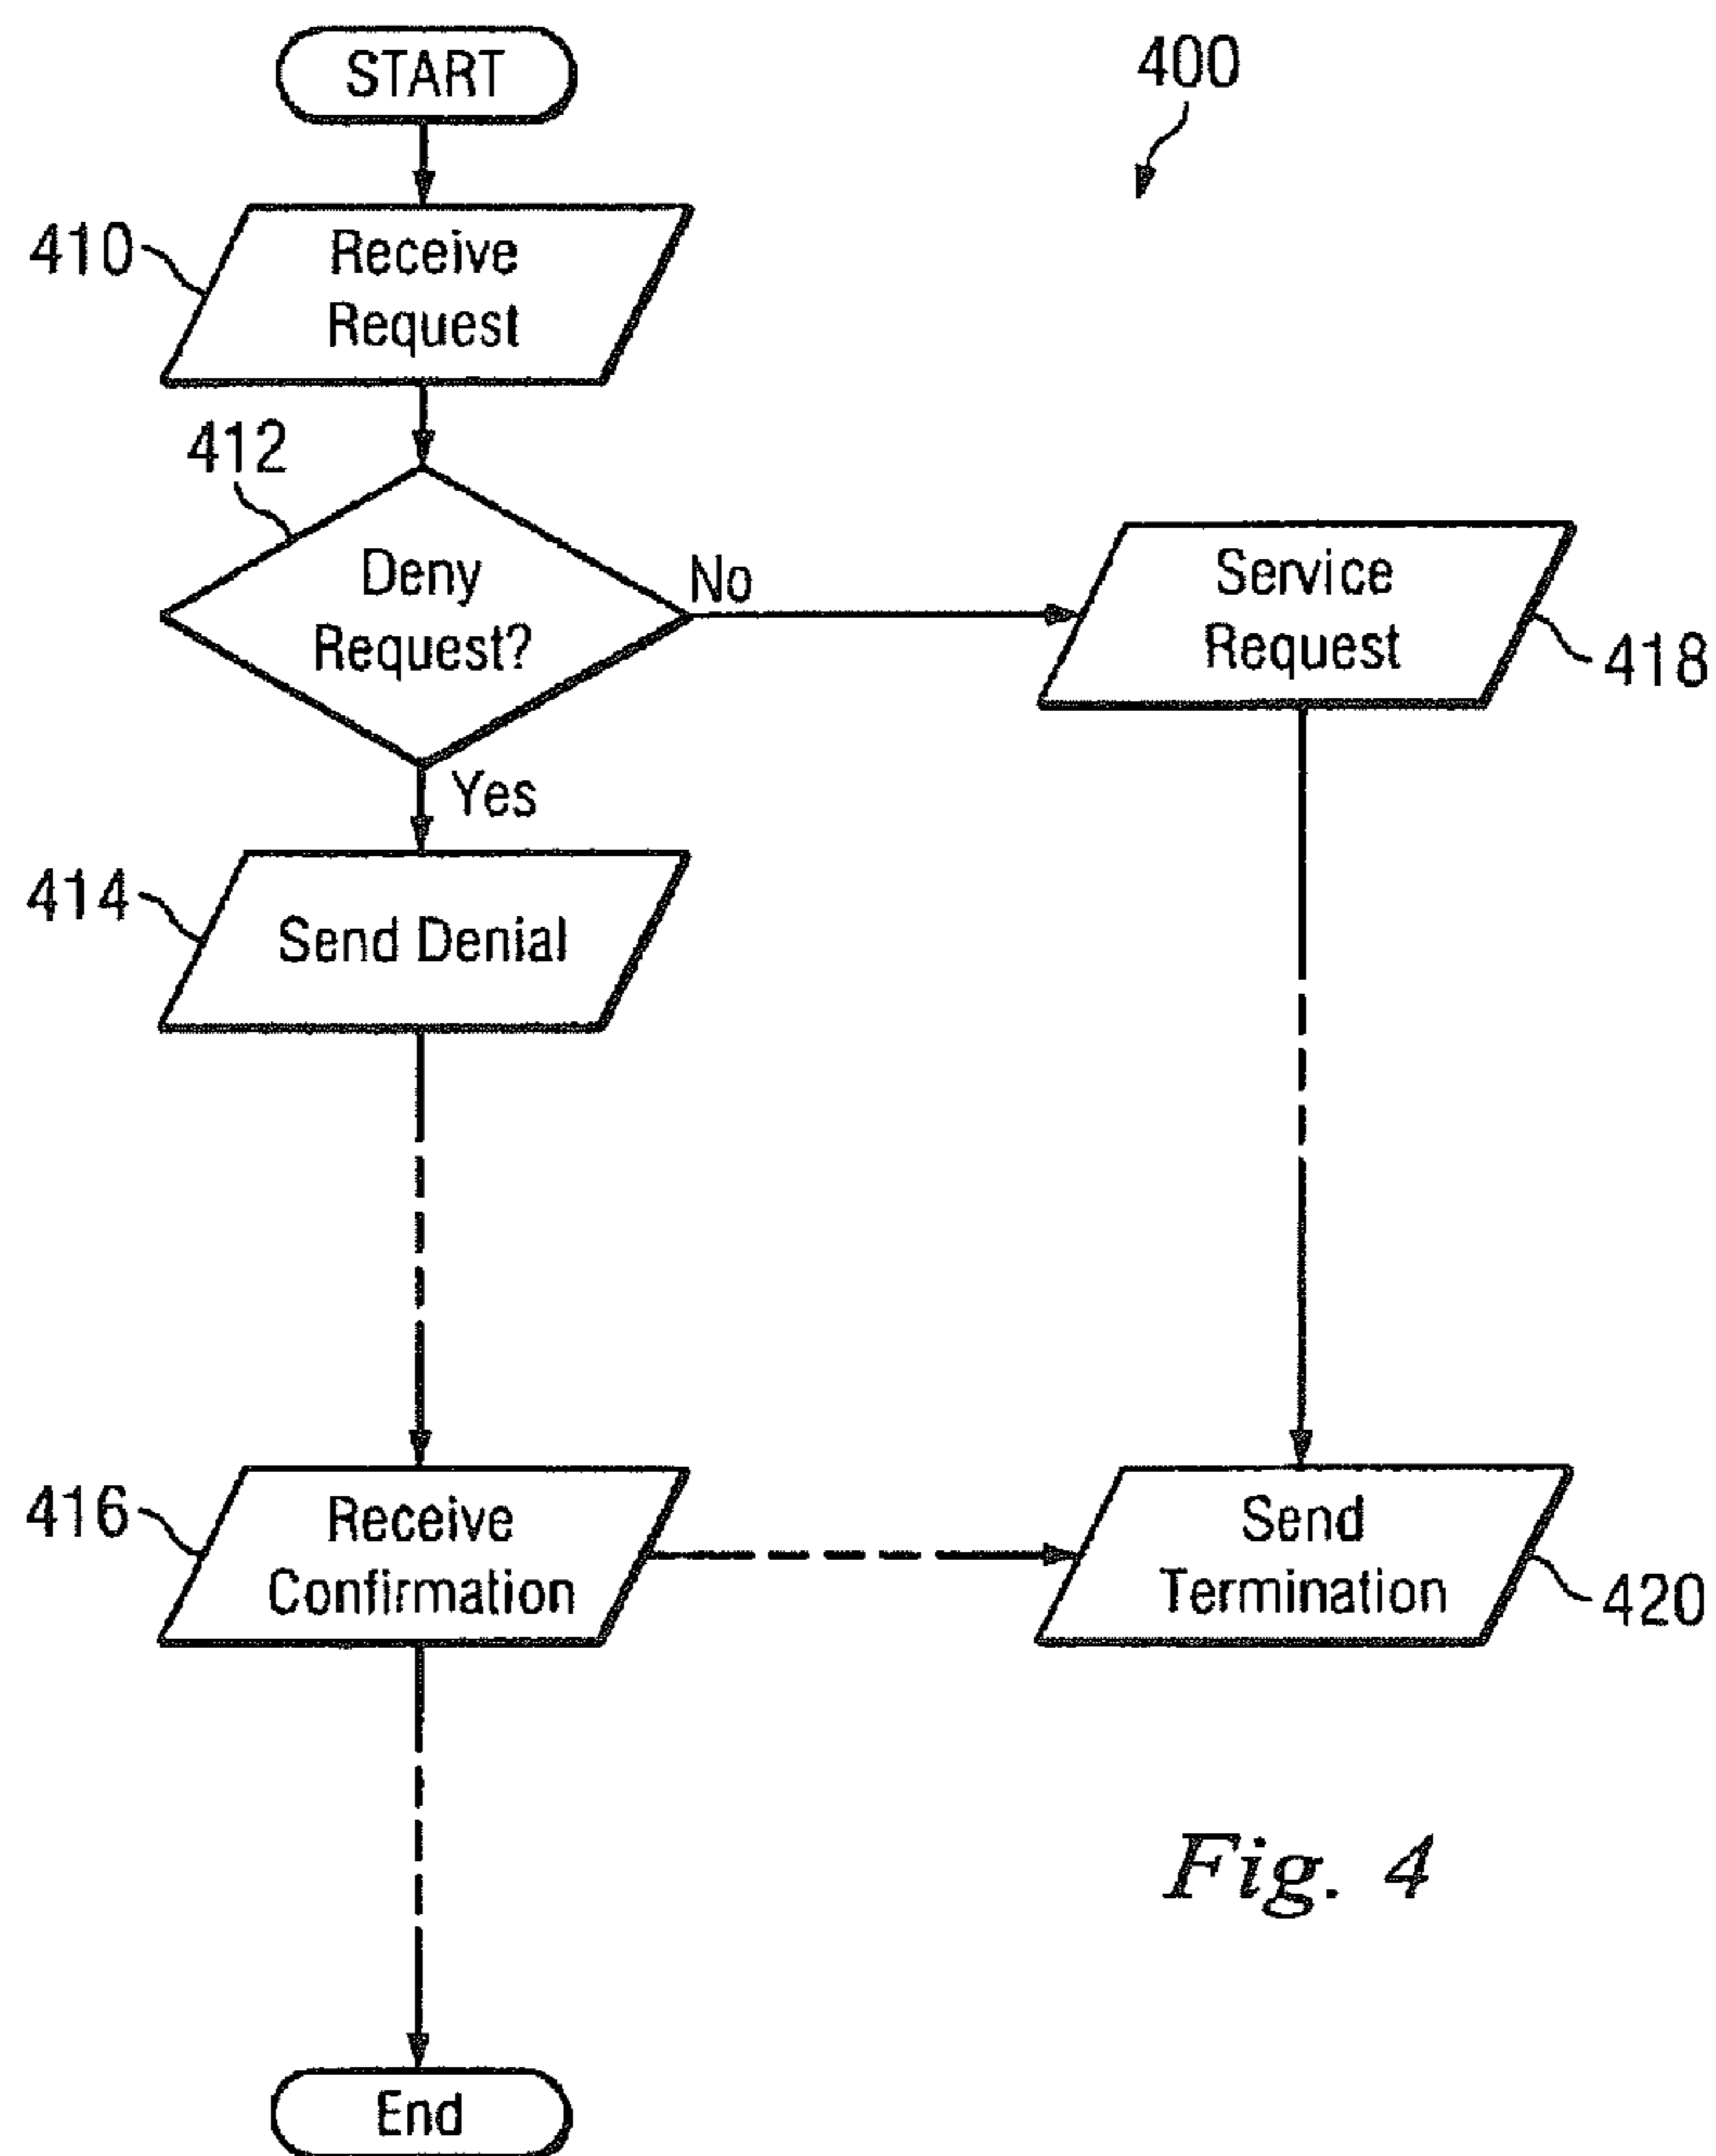 START
400
410
Receive
Request
412
Deny
Request?
No
Service
Request
418
Yes
414
Send Denial
416
Receive
Confirmation
Send
Termination
420
Fig. 4
End